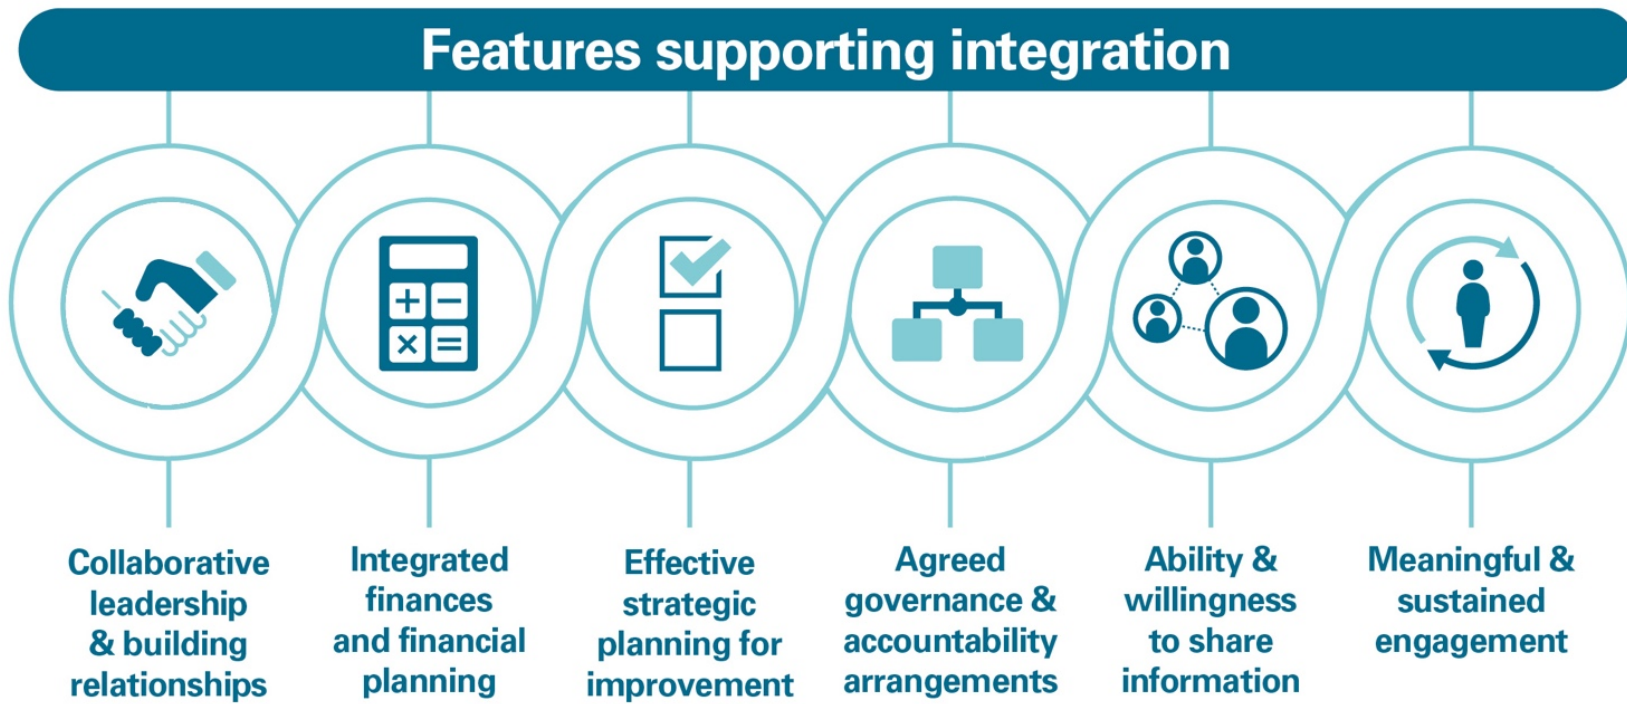 Features supporting integration
Collaborative
leadership
& building
relationships
Integrated
finances
and financial
planning
Effective
strategic
planning for
improvement
Agreed
governance &
accountability
arrangements
Ability &
willingness
to share
information
Meaningful &
sustained
engagement